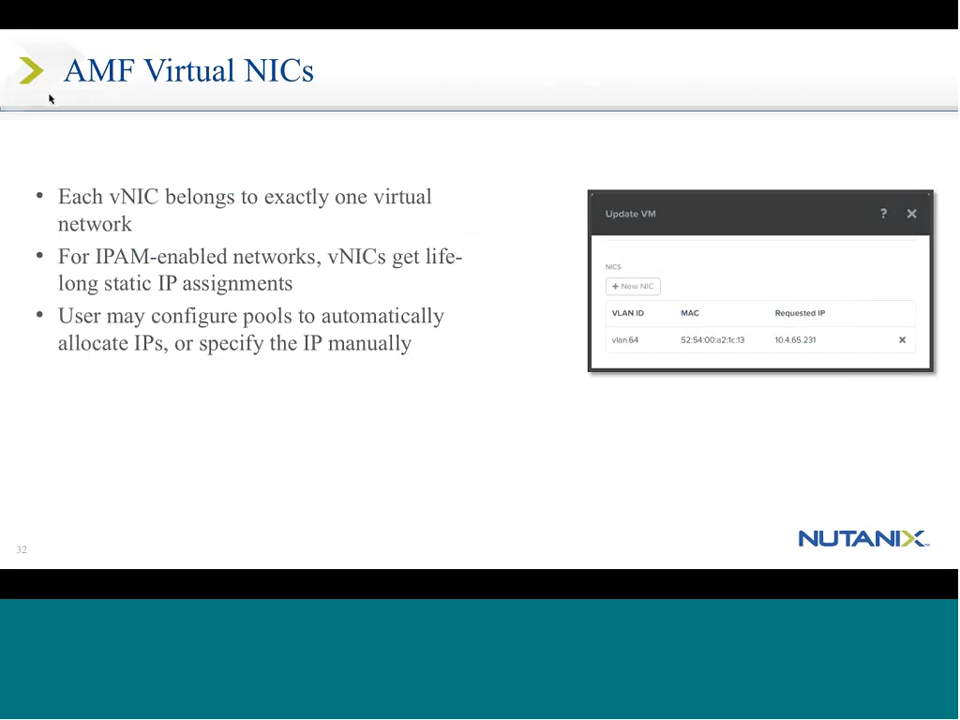 AMF Virtual NICs
• Each vNIC belongs to exactly one virtual
network
• For IPAM-enabled networks, vNICs get life-
long static IP assignments
• User may configure pools to automatically
allocate IPs, or specify the IP manually
Update VM ? ×
NICS
+ New NIC
VLAN ID MAC Requested IP
vlan.64 52:54:00:a2:1c:13 10.4.65.231 ×
NUTANIX™
32